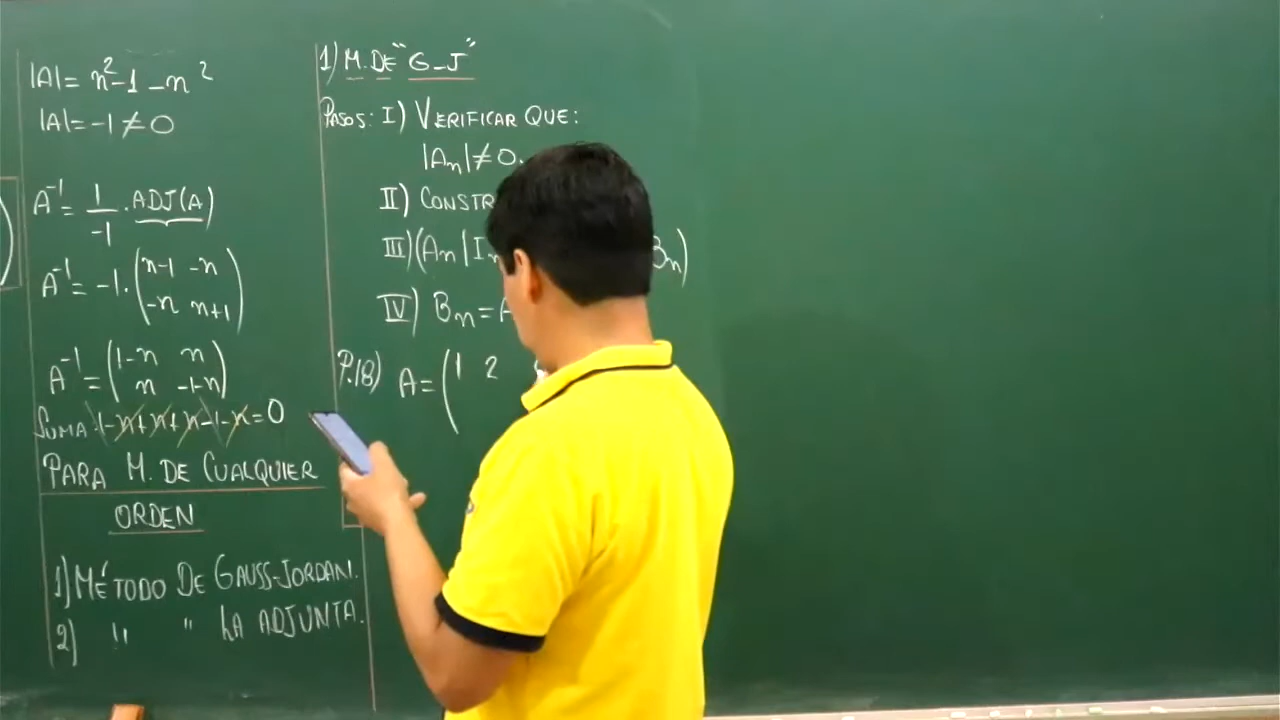 |A|= n²-1-n²
|A|=-1≠0
A⁻¹= 1/-1 . ADJ(A)
A⁻¹= -1. (n-1 -n
-n n+1)
A⁻¹= (1-n n
n -1-n)
SUMA: 1-n+n+n-1-n=0
PARA M. DE CUALQUIER
ORDEN
1) MÉTODO DE GAUSS-JORDAN.
2) " " LA ADJUNTA.
1) M. DE "G-J"
PASOS: I) VERIFICAR QUE:
|An|≠0.
II) CONSTR
III) (An|In Bn)
IV) Bn=A
P.18) A=(1 2